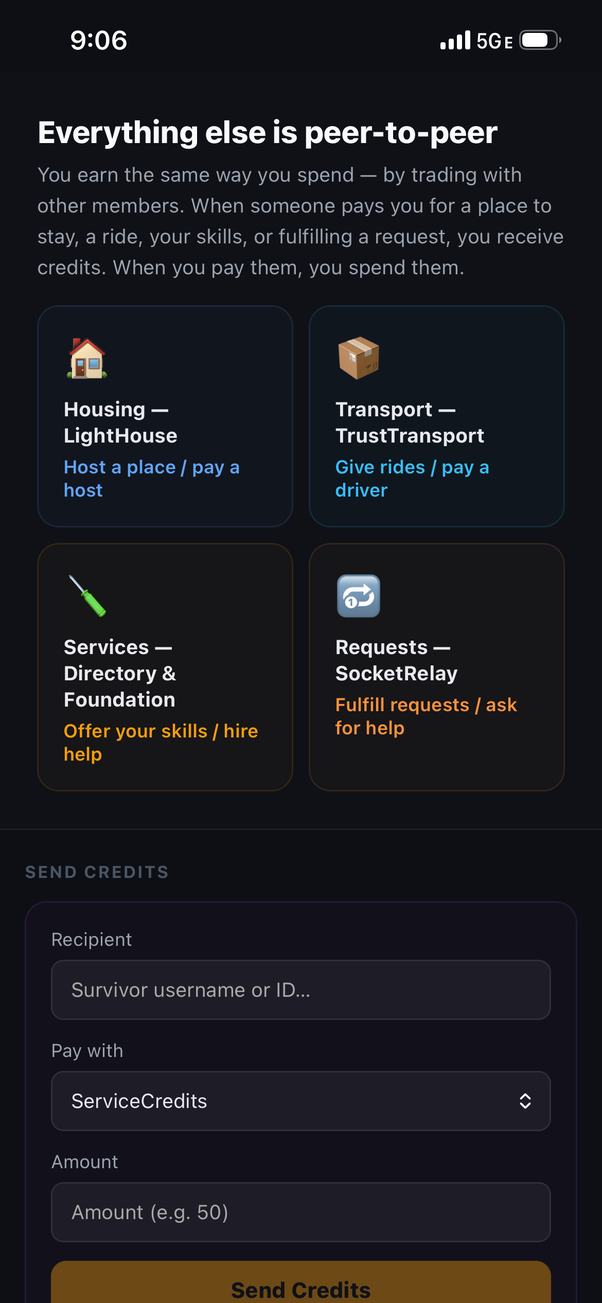 9:06
5GE
Everything else is peer-to-peer
You earn the same way you spend — by trading with
other members. When someone pays you for a place to
stay, a ride, your skills, or fulfilling a request, you receive
credits. When you pay them, you spend them.
Housing —
LightHouse
Host a place / pay a
host
Transport —
TrustTransport
Give rides / pay a
driver
Services —
Directory &
Foundation
Offer your skills / hire
help
Requests —
SocketRelay
Fulfill requests / ask
for help
SEND CREDITS
Recipient
Survivor username or ID...
Pay with
ServiceCredits
Amount
Amount (e.g. 50)
Send Credits